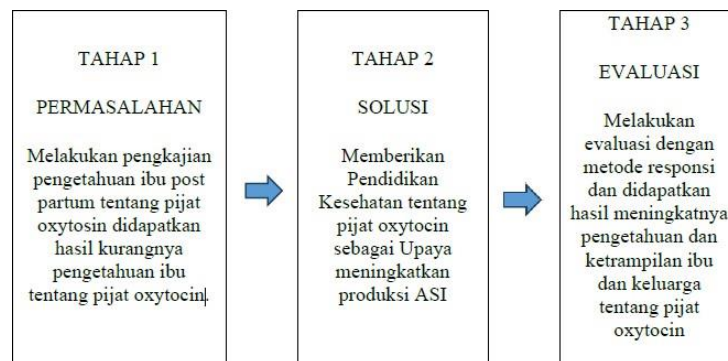 TAHAP 1
PERMASALAHAN
Melakukan pengkajian
pengetahuan ibu post
partum tentang pijat
oxytosin didapatkan
hasil kurangnya
pengetahuan ibu
tentang pijat oxytocin.
TAHAP 2
SOLUSI
Memberikan
Pendidikan
Kesehatan tentang
pijat oxytocin
sebagai Upaya
meningkatkan
produksi ASI
TAHAP 3
EVALUASI
Melakukan
evaluasi dengan
metode responsi
dan didapatkan
hasil meningkatnya
pengetahuan dan
ketrampilan ibu
dan keluarga
tentang pijat
oxytocin